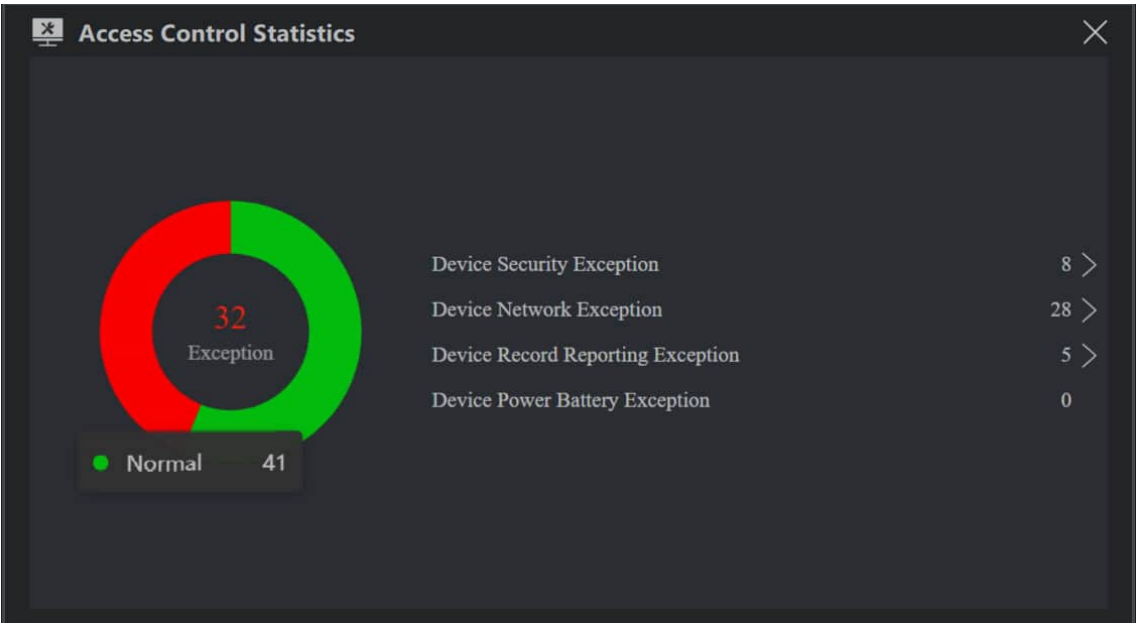 Access Control Statistics
32
Exception
Normal 41
Device Security Exception 8
Device Network Exception 28
Device Record Reporting Exception 5
Device Power Battery Exception 0